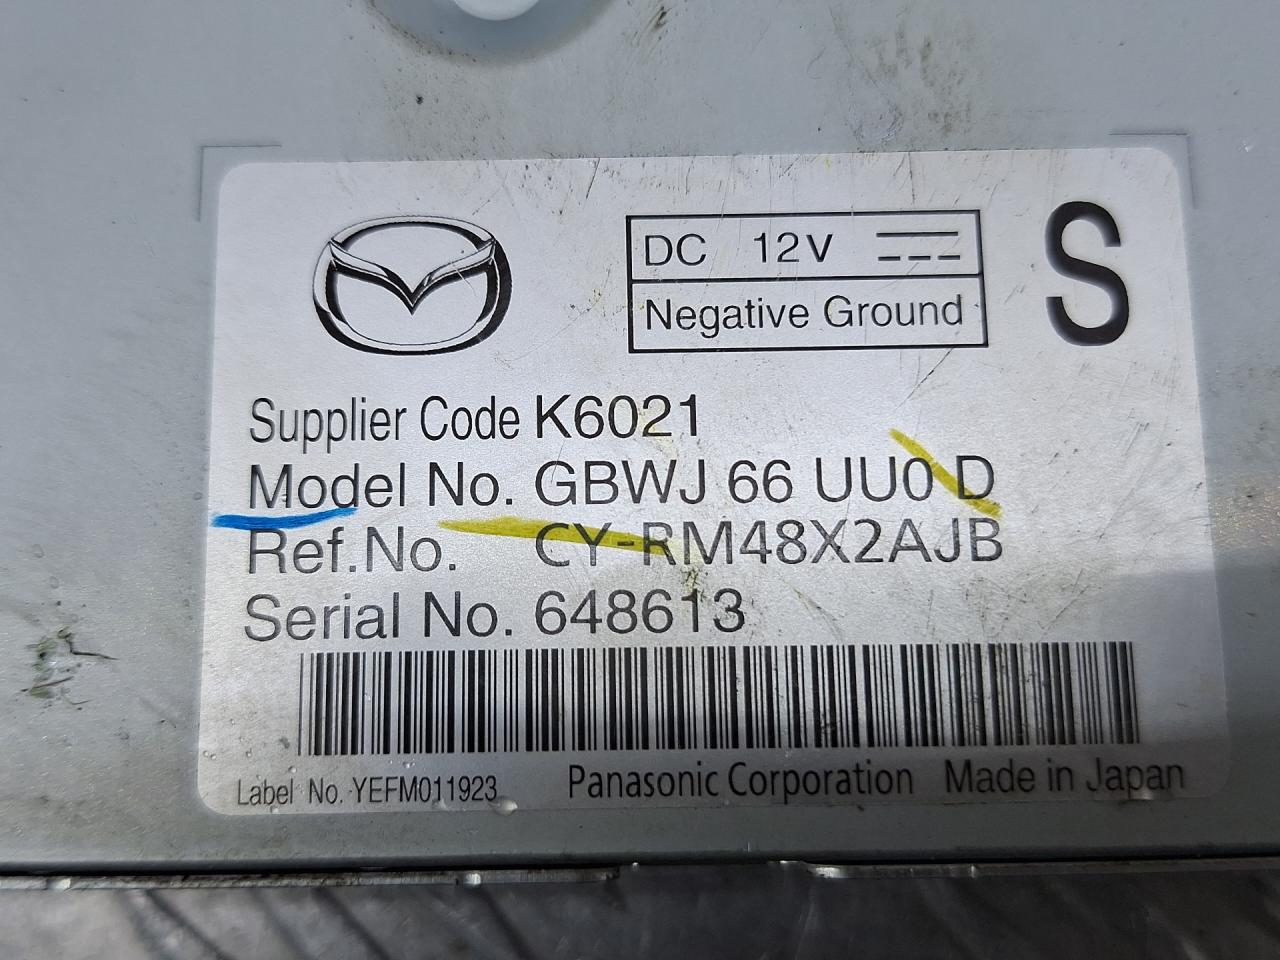 DC 12V
Negative Ground
S
Supplier Code K6021
Model No. GBWJ 66 UU0 D
Ref.No. CY-RM48X2AJB
Serial No. 648613
Label No. YEFM011923 Panasonic Corporation Made in Japan